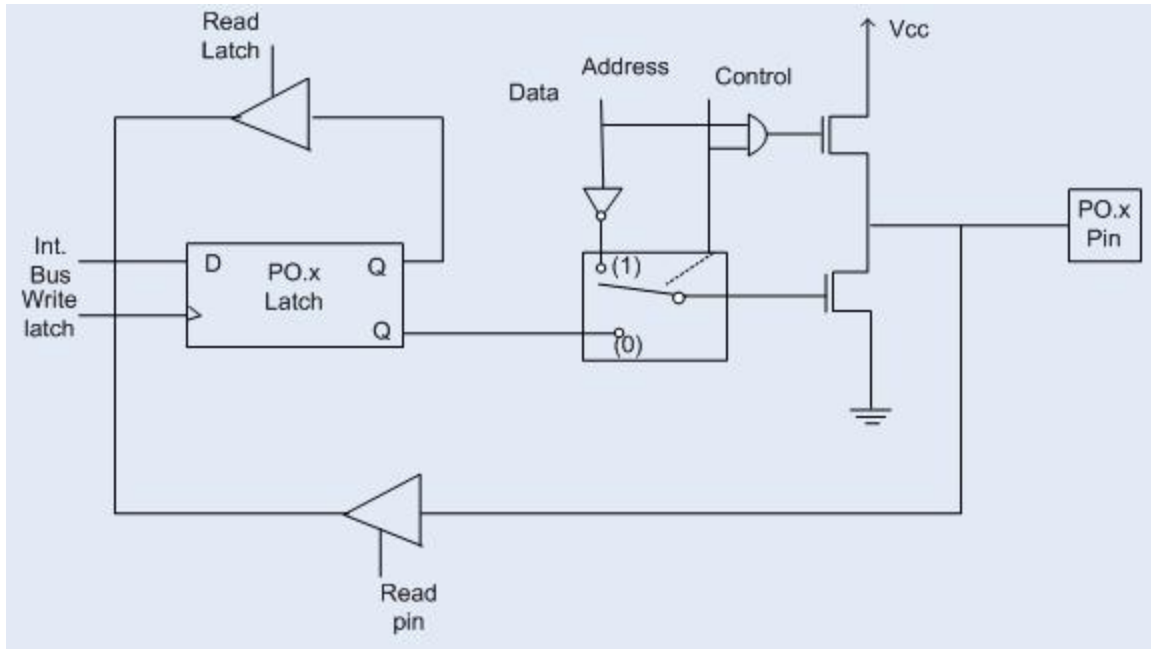 Read
Latch
Vcc
Address
Control
Data
Int.
Bus
Write
latch
D
PO.x
Latch
Q
Q
(1)
(0)
PO.x
Pin
Read
pin